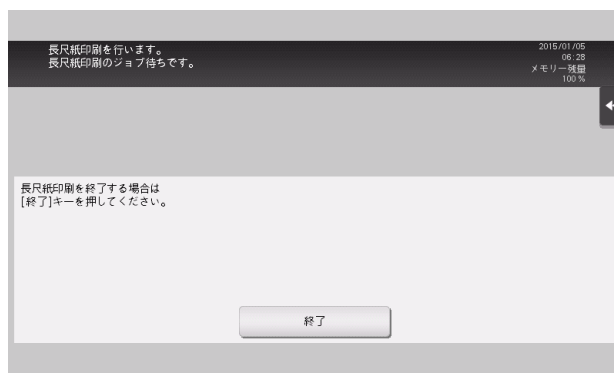 長尺紙印刷を行います。
長尺紙印刷のジョブ待ちです。
2015/01/05
06:28
メモリー残量
100 %
長尺紙印刷を終了する場合は
[終了]キーを押してください。
終了